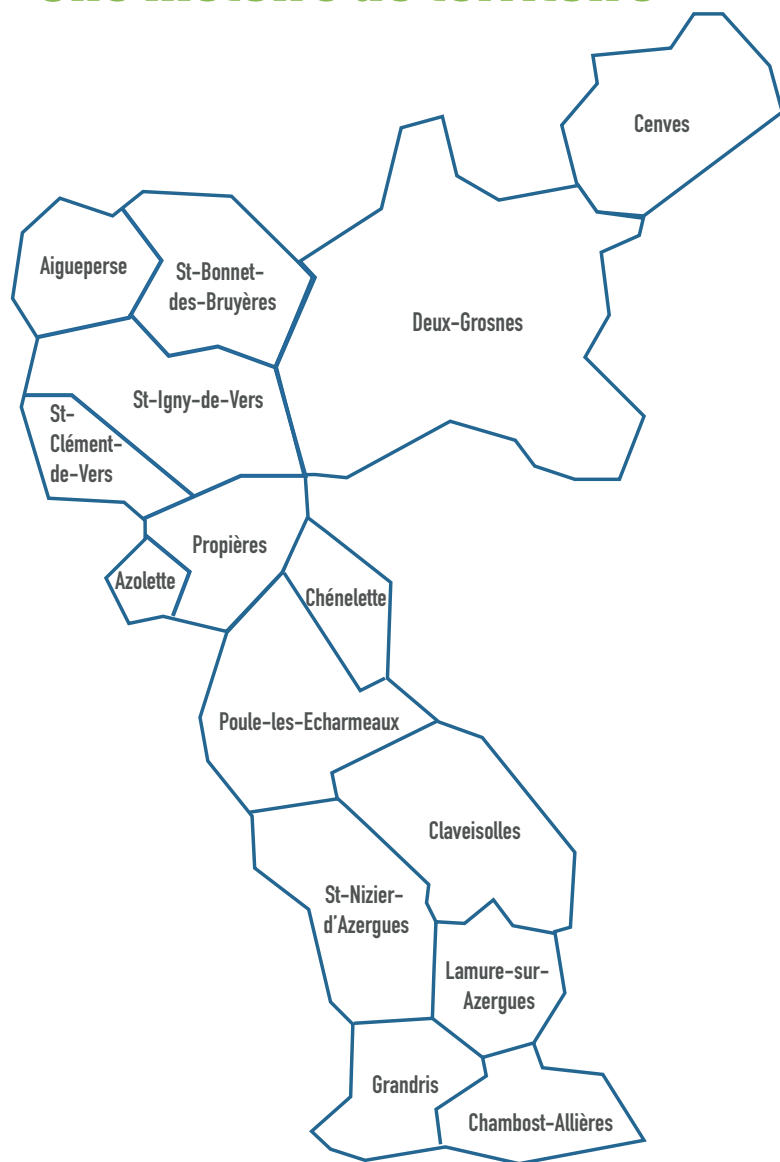 Cenves
Aigueperse
St-Bonnet-
des-Bruyères
Deux-Grosnes
St-Igny-de-Vers
St-
Clément-
de-Vers
Propières
Azolette
Chénelette
Poule-les-Echarmeaux
Claveisolles
St-Nizier-
d'Azergues
Lamure-sur-
Azergues
Grandris
Chambost-Allières